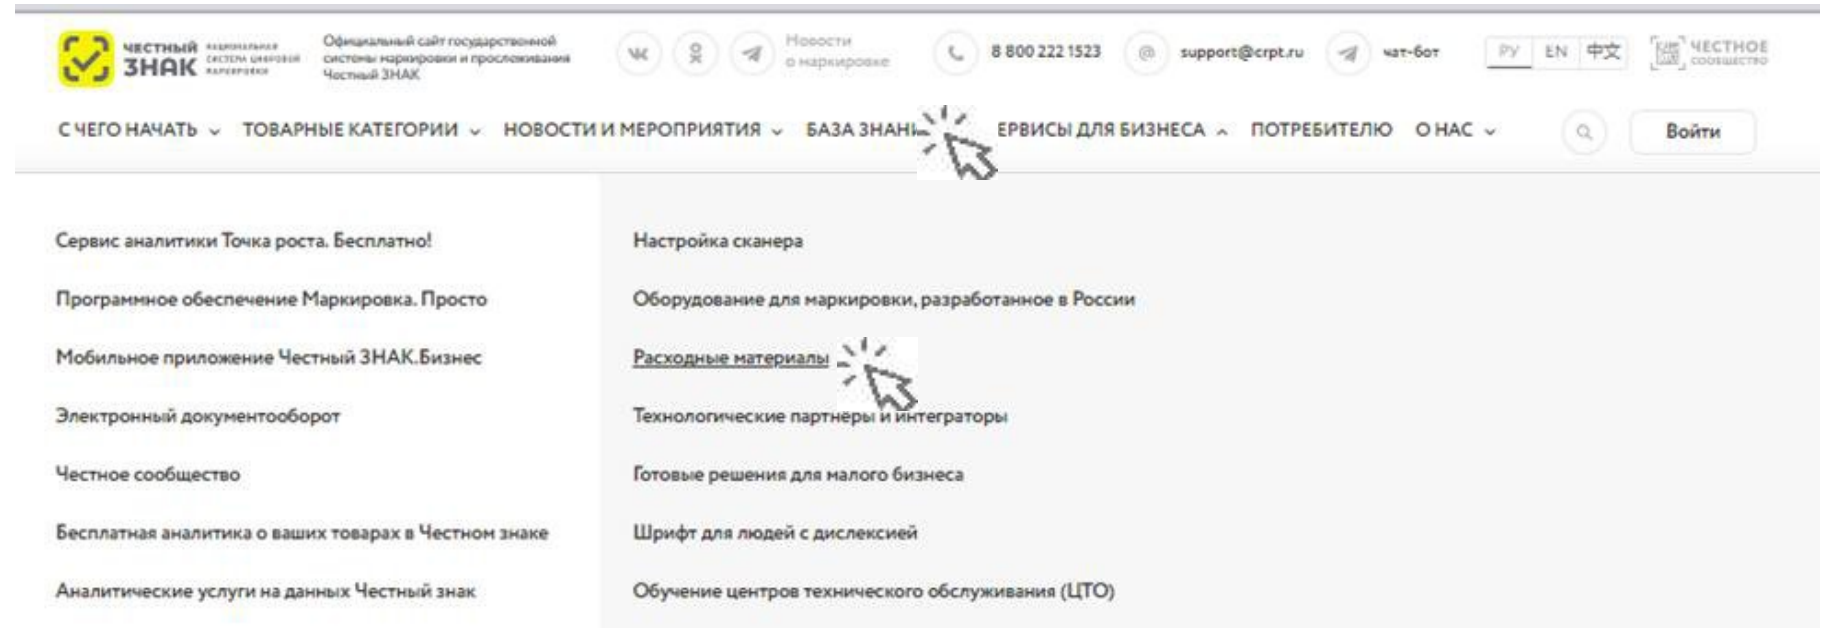 ЧЕСТНЫЙ
ЗНАК
НАЦИОНАЛЬНАЯ
СИСТЕМА ЦИФРОВОЙ
МАРКИРОВКИ
Официальный сайт государственной
системы маркировки и прослеживания
Честный ЗНАК
Новости
о маркировке
8 800 222 1523
@ support@crpt.ru
чат-бот
РУ EN 中文
ЧЕСТНОЕ
СООБЩЕСТВО
С ЧЕГО НАЧАТЬ ТОВАРНЫЕ КАТЕГОРИИ НОВОСТИ И МЕРОПРИЯТИЯ БАЗА ЗНАН ЕРВИСЫ ДЛЯ БИЗНЕСА ПОТРЕБИТЕЛЮ О НАС Войти
Сервис аналитики Точка роста. Бесплатно!
Программное обеспечение Маркировка. Просто
Мобильное приложение Честный ЗНАК.Бизнес
Электронный документооборот
Честное сообщество
Бесплатная аналитика о ваших товарах в Честном знаке
Аналитические услуги на данных Честный знак
Настройка сканера
Оборудование для маркировки, разработанное в России
Расходные материалы
Технологические партнеры и интеграторы
Готовые решения для малого бизнеса
Шрифт для людей с дислексией
Обучение центров технического обслуживания (ЦТО)